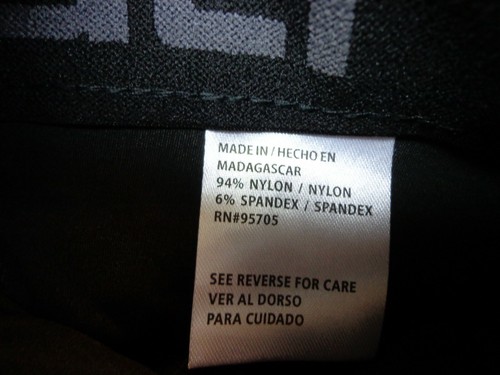 MADE IN / HECHO EN
MADAGASCAR
94% NYLON / NYLON
6% SPANDEX / SPANDEX
RN#95705
SEE REVERSE FOR CARE
VER AL DORSO
PARA CUIDADO